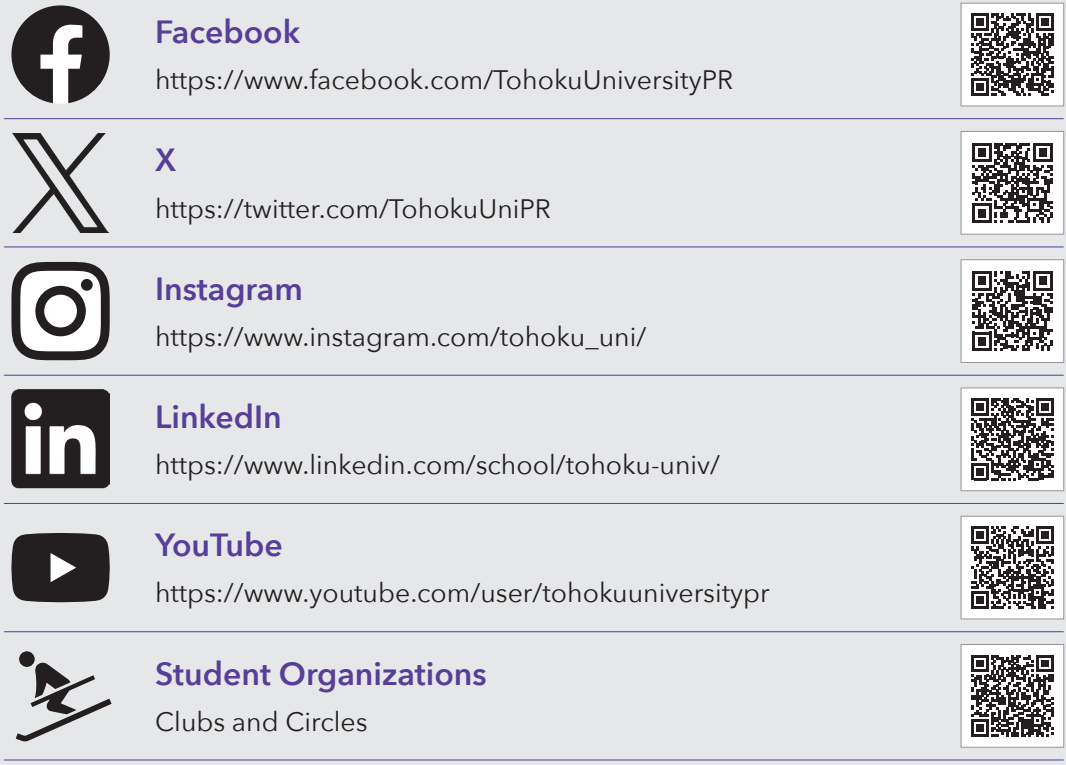 Facebook
https://www.facebook.com/TohokuUniversityPR
X
https://twitter.com/TohokuUniPR
Instagram
https://www.instagram.com/tohoku_uni/
in
LinkedIn
https://www.linkedin.com/school/tohoku-univ/
YouTube
https://www.youtube.com/user/tohokuuniversitypr
Student Organizations
Clubs and Circles